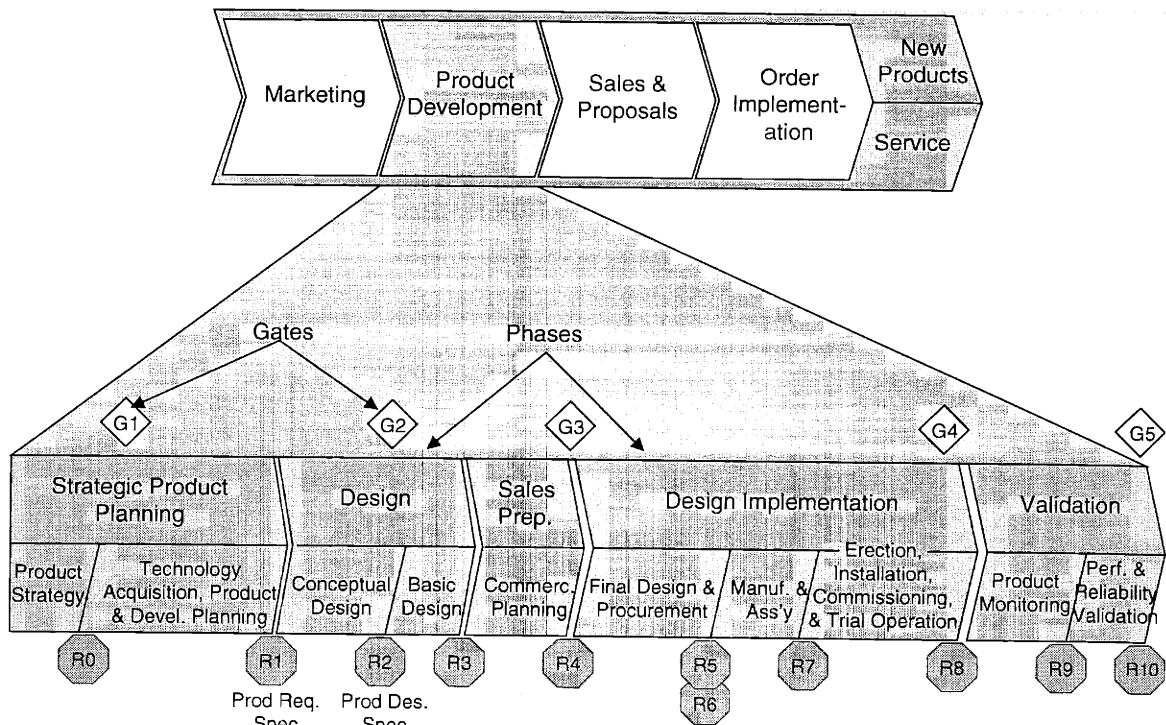 Marketing
Product
Development
Sales &
Proposals
Order
Implement-
ation
New
Products
Service
Gates
Phases
G1
G2
G3
G4
G5
Strategic Product
Planning
Design
Sales
Prep.
Design Implementation
Validation
Product
Strategy.
Technology
Acquisition, Product
& Devel. Planning
Conceptual
Design
Basic
Design
Commerc.
Planning
Final Design &
Procurement
Manuf. &
Ass'y
Erection,
Installation,
Commissioning,
& Trial Operation
Product
Monitoring
Perf. &
Reliability
Validation
R0
R1
R2
R3
R4
R5
R6
R7
R8
R9
R10
Prod Req.
Spec
Prod Des.
Spec